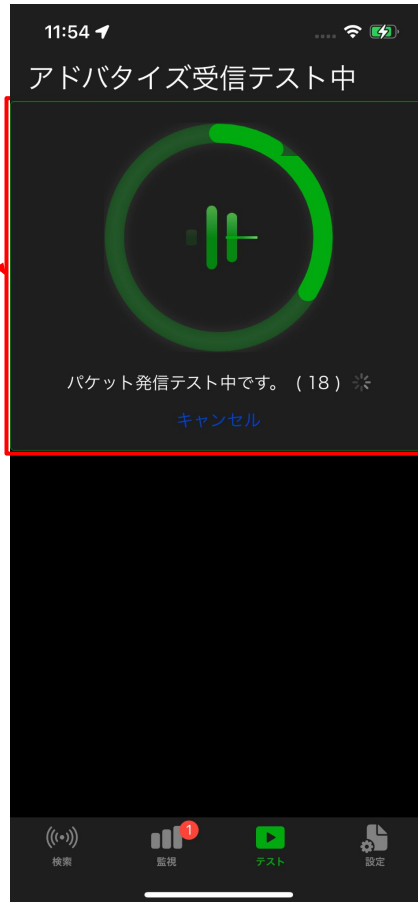 11:54
アドバタイズ受信テスト中
パケット発信テスト中です。 ( 18 )
キャンセル
1
検索
監視
テスト
設定